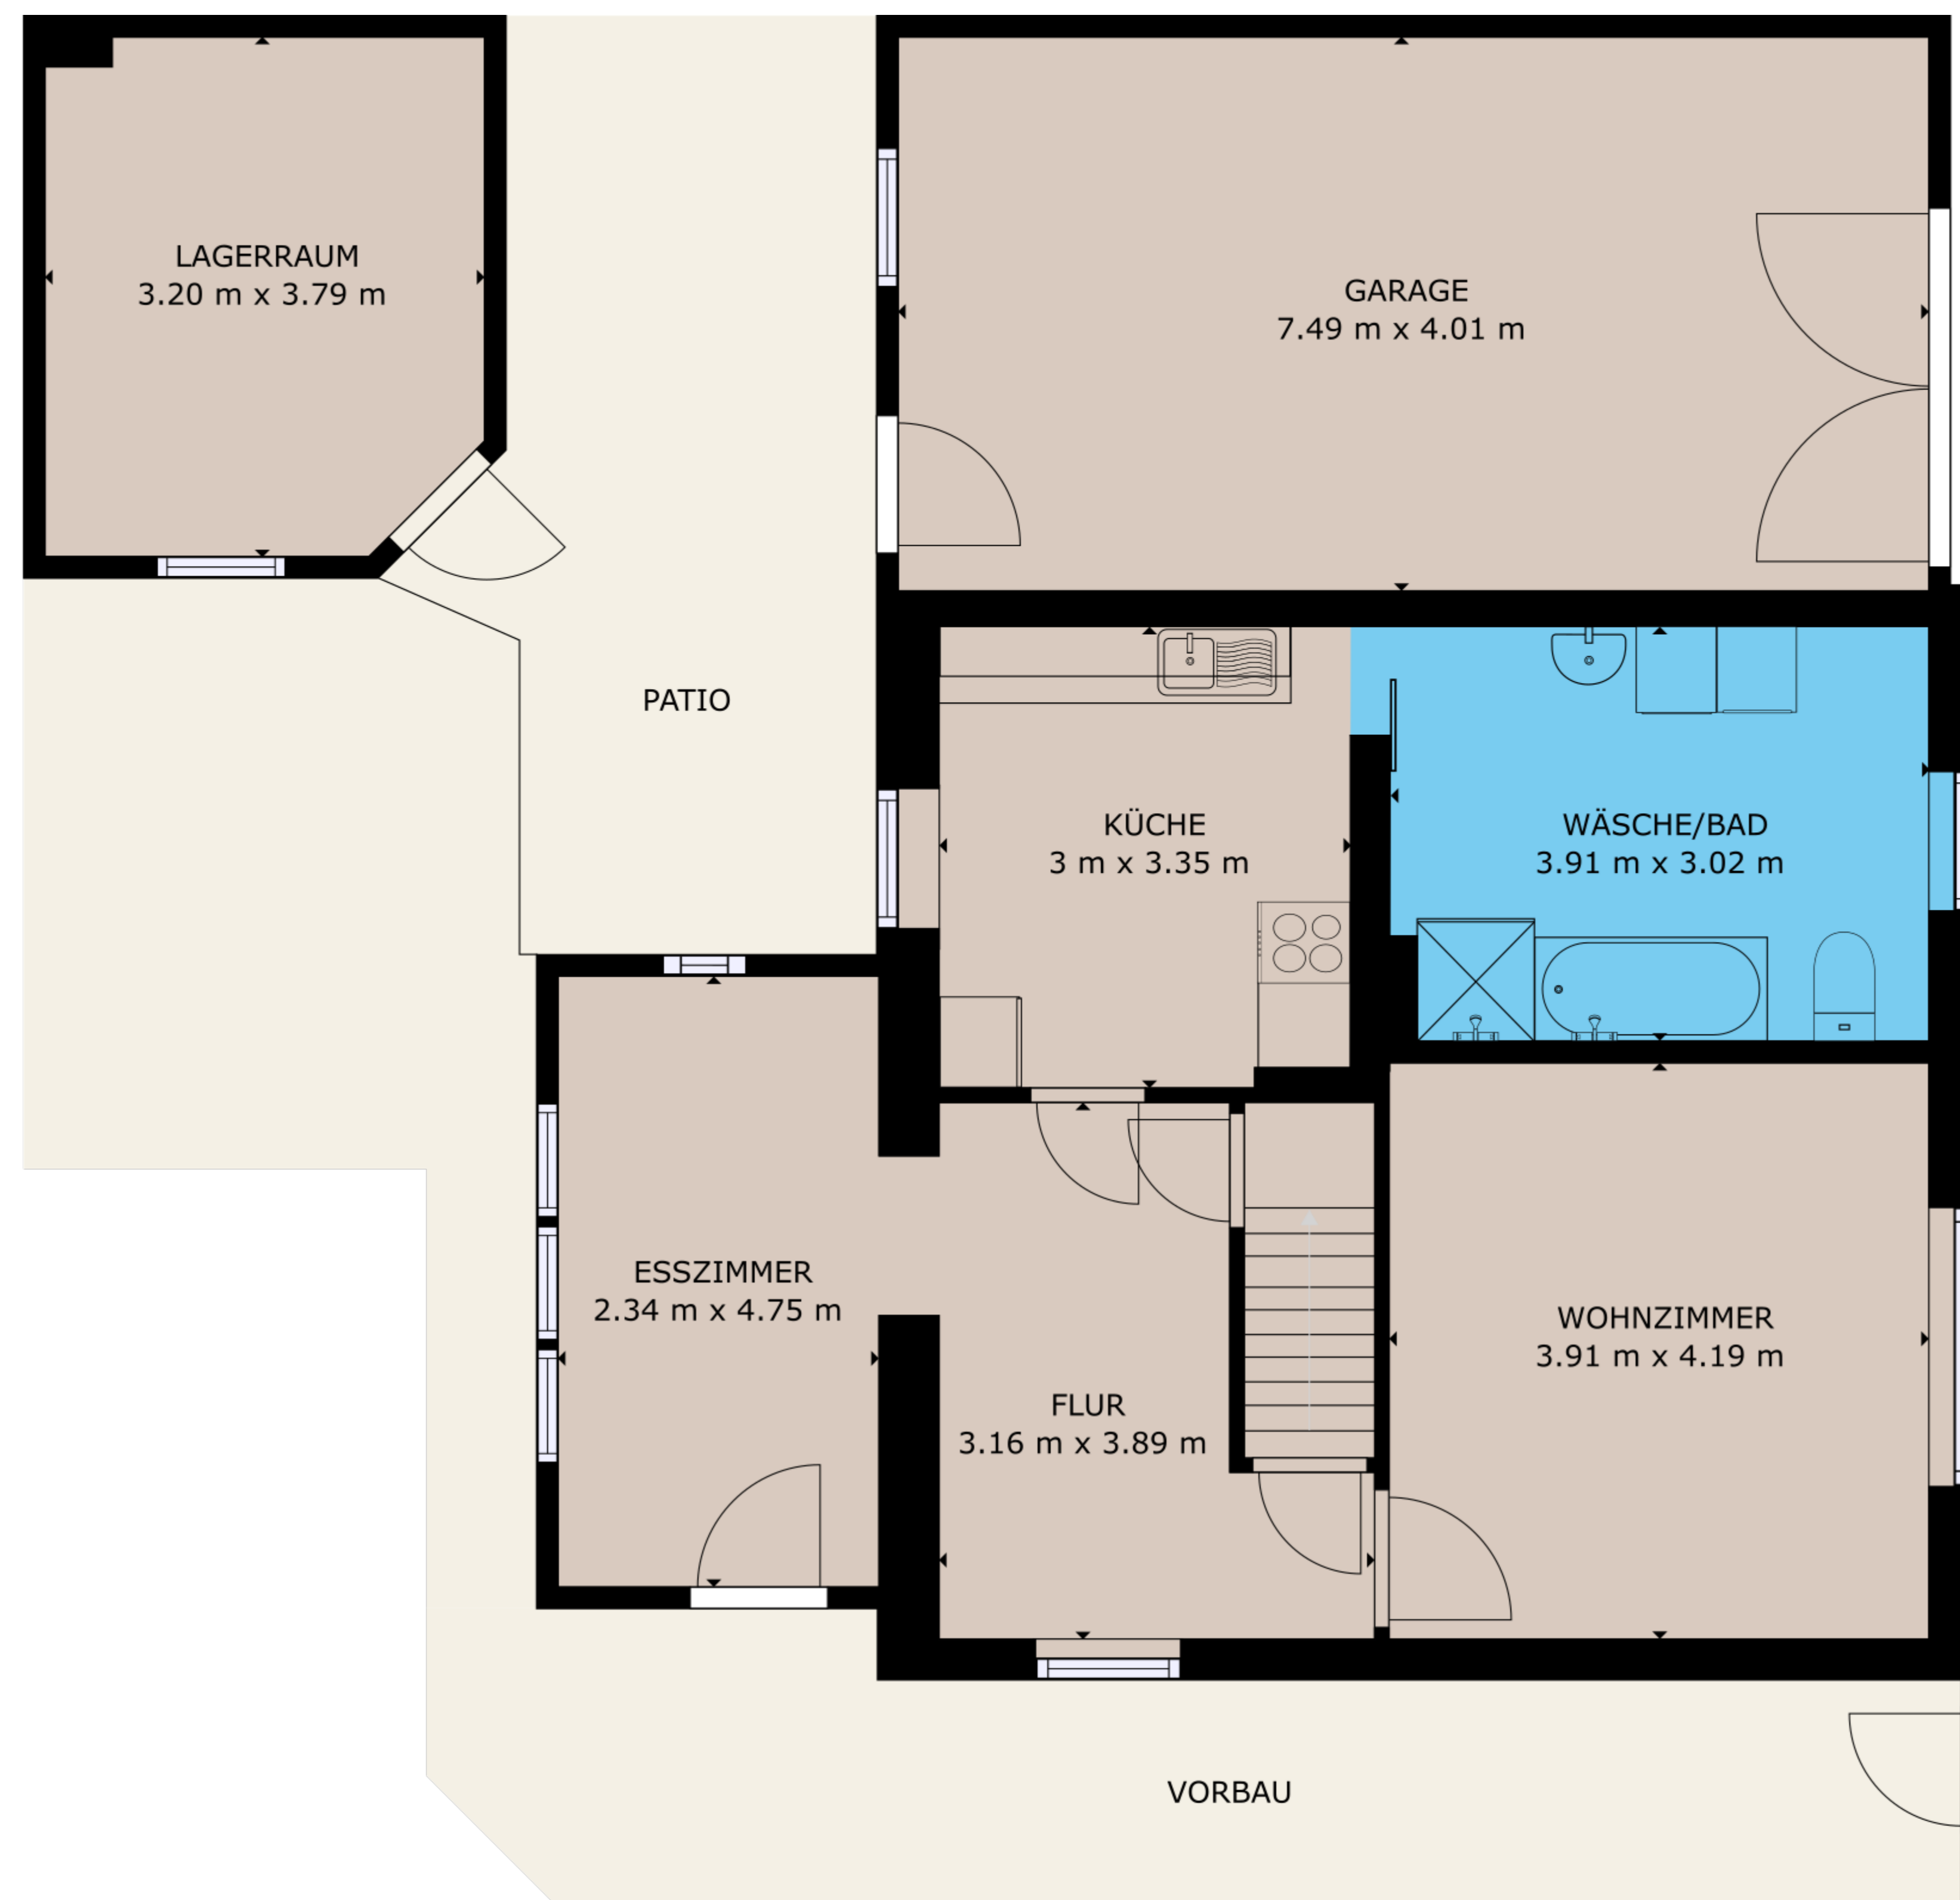 LAGERRAUM
3.20 m x 3.79 m
GARAGE
7.49 m x 4.01 m
PATIO
KÜCHE
3 m x 3.35 m
WÄSCHE/BAD
3.91 m x 3.02 m
ESSZIMMER
2.34 m x 4.75 m
WOHNZIMMER
3.91 m x 4.19 m
FLUR
3.16 m x 3.89 m
VORBAU